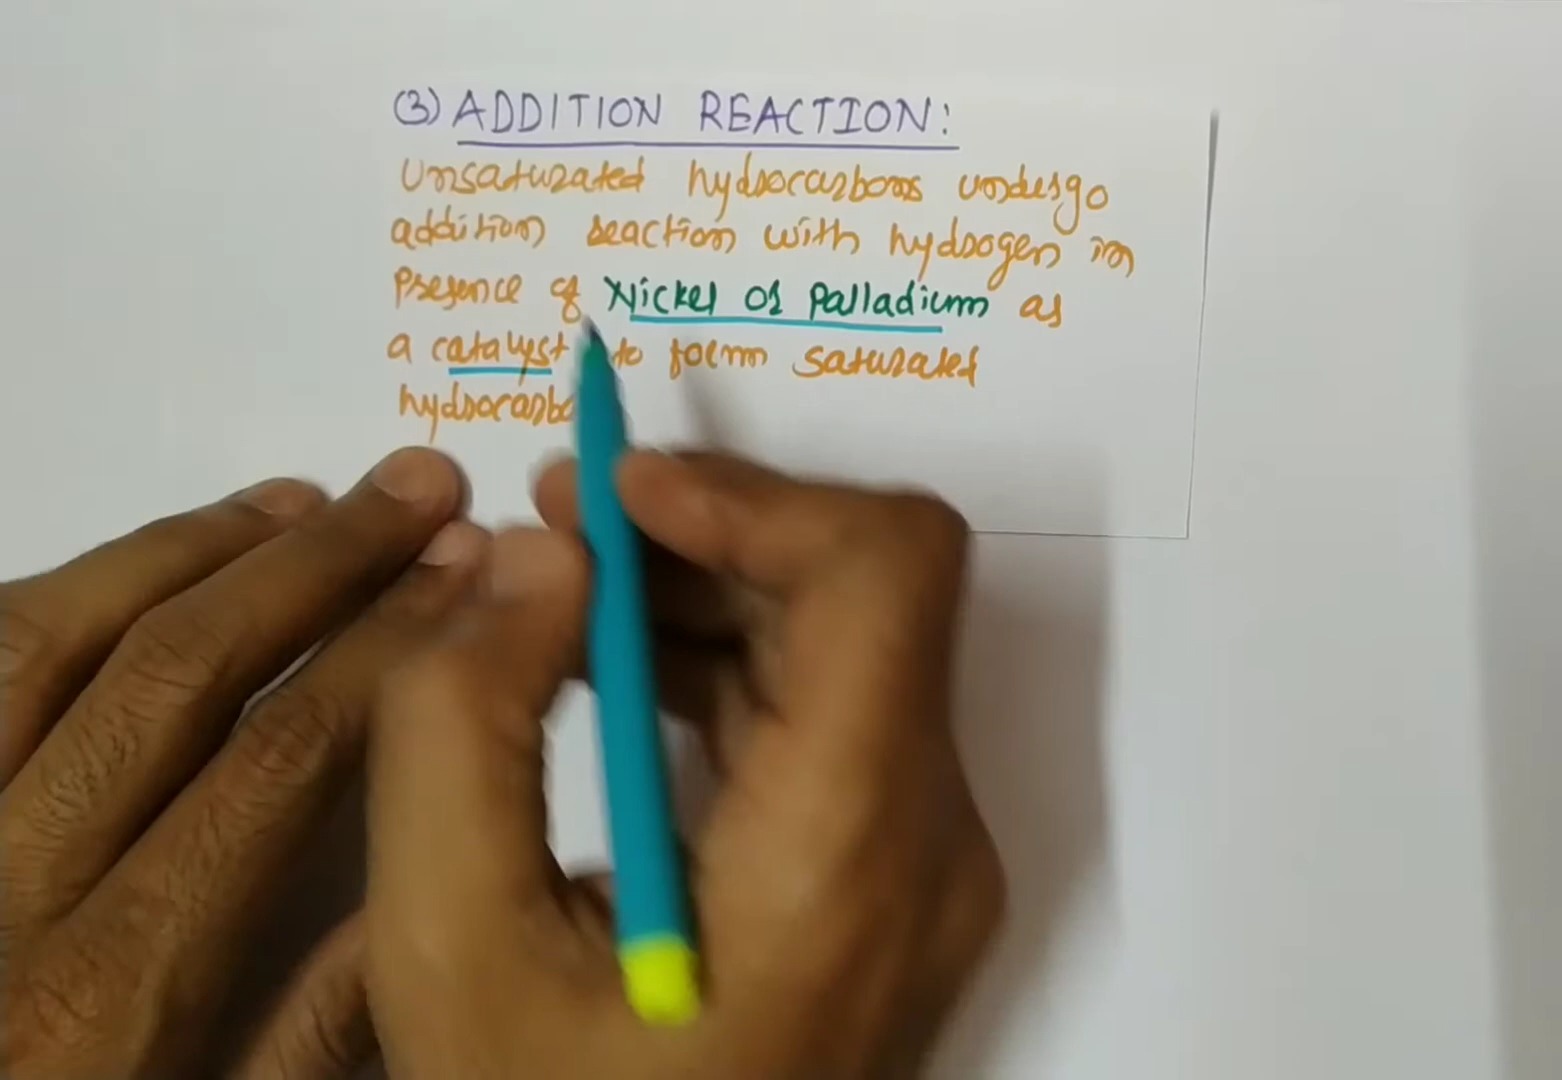 (3) ADDITION REACTION:
Unsaturated hydrocarbons undergo
addition reaction with hydrogen in
presence of Nickel or palladium as
a catalyst to form saturated